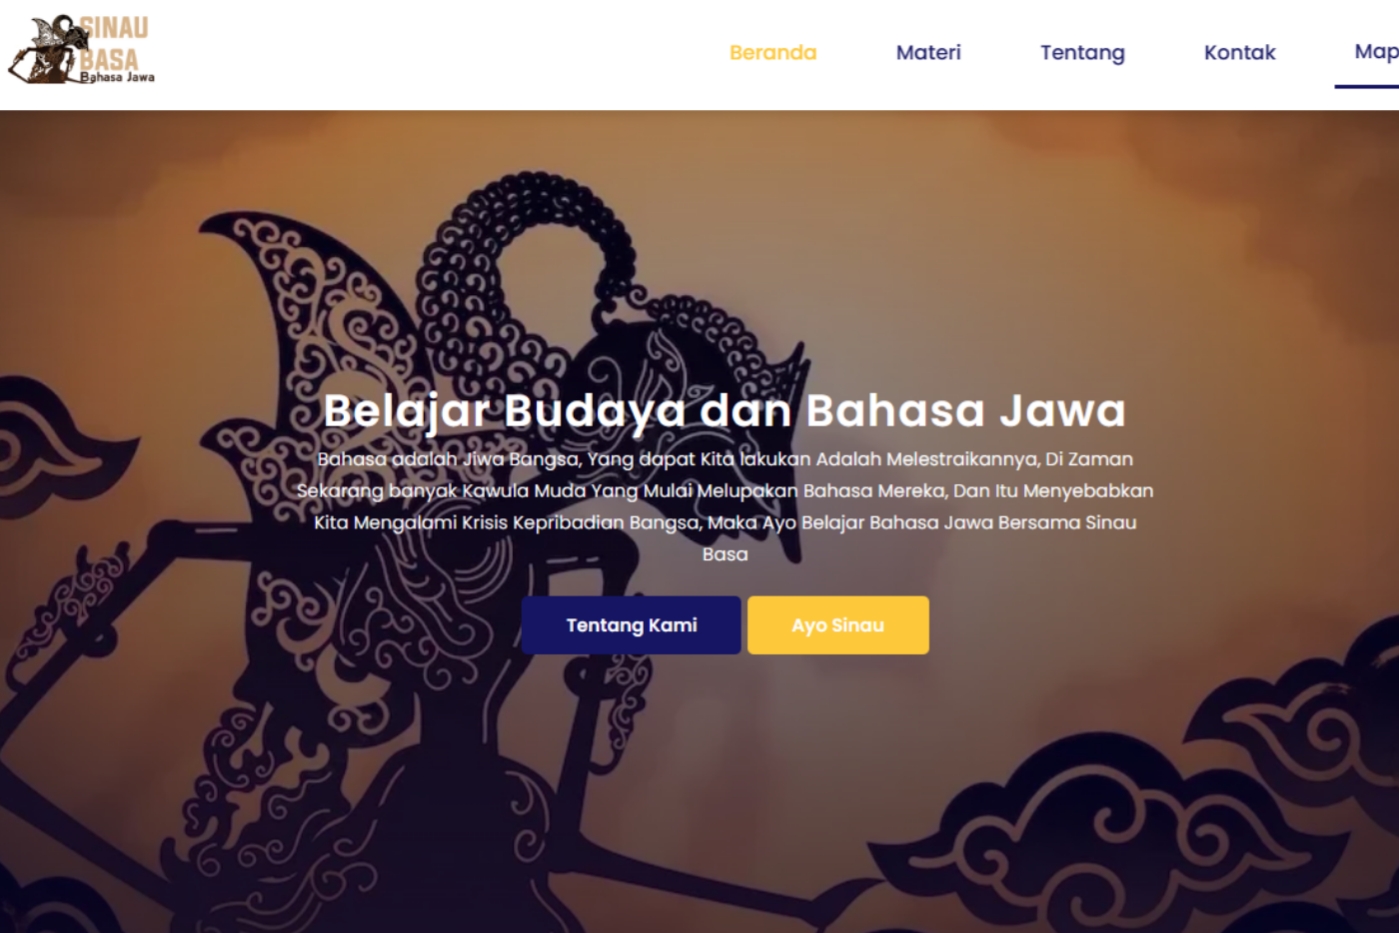 SINAU
BASA
Bahasa Jawa
Beranda
Materi
Tentang
Kontak
Map
Belajar Budaya dan Bahasa Jawa
Bahasa adalah Jiwa Bangsa, Yang dapat Kita lakukan Adalah Melestraikannya, Di Zaman
Sekarang banyak Kawula Muda Yang Mulai Melupakan Bahasa Mereka, Dan Itu Menyebabkan
Kita Mengalami Krisis Kepribadian Bangsa, Maka Ayo Belajar Bahasa Jawa Bersama Sinau
Basa
Tentang Kami
Ayo Sinau